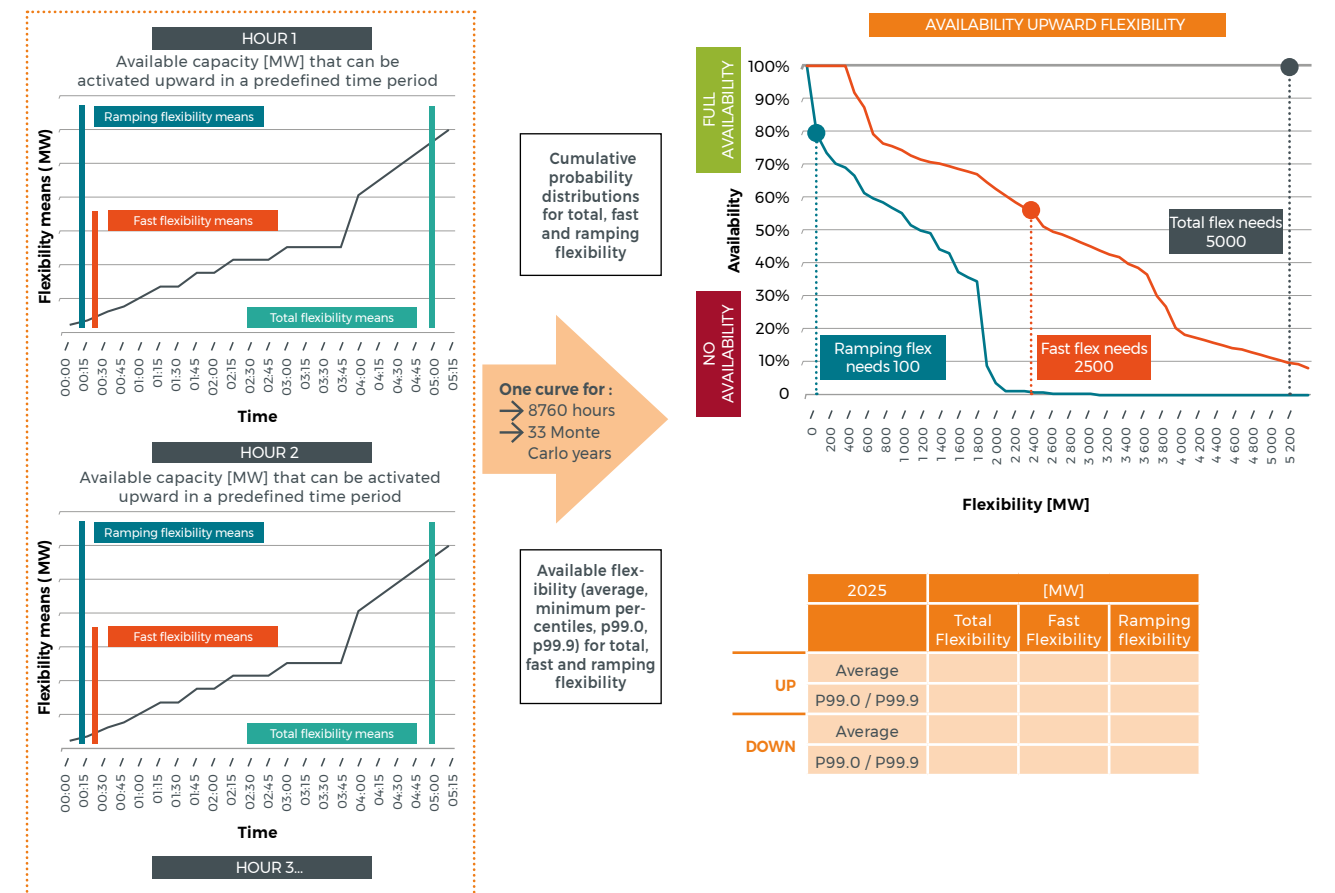 HOUR 1
Available capacity [MW] that can be
activated upward in a predefined time period
Flexibility means (MW)
Ramping flexibility means
Fast flexibility means
Total flexibility means
00:00
00:15
00:30
00:45
01:00
01:15
01:30
01:45
02:00
02:15
02:30
02:45
03:00
03:15
03:30
03:45
04:00
04:15
04:30
04:45
05:00
05:15
Time
HOUR 2
Available capacity [MW] that can be activated
upward in a predefined time period
Flexibility means (MW)
Ramping flexibility means
Fast flexibility means
Total flexibility means
00:00
00:15
00:30
00:45
01:00
01:15
01:30
01:45
02:00
02:15
02:30
02:45
03:00
03:15
03:30
03:45
04:00
04:15
04:30
04:45
05:00
05:15
Time
HOUR 3...
Cumulative
probability
distributions
for total, fast
and ramping
flexibility
One curve for :
→ 8760 hours
→ 33 Monte
Carlo years
Available flex-
ibility (average,
minimum per-
centiles, p99.0,
p99.9) for total,
fast and ramping
flexibility
AVAILABILITY UPWARD FLEXIBILITY
FULL
AVAILABILITY
NO
AVAILABILITY
Availability
100%
90%
80%
70%
60%
50%
40%
30%
20%
10%
0
Total flex needs
5000
Ramping flex
needs 100
Fast flex needs
2500
0
200
400
600
800
1 000
1 200
1 400
1 600
1 800
2 000
2 200
2 400
2 600
2 800
3 000
3 200
3 400
3 600
3 800
4 000
4 200
4 400
4 600
4 800
5 000
5 200
Flexibility [MW]
2025 [MW]
Total
Flexibility
Fast
Flexibility
Ramping
flexibility
UP
Average
P99.0 / P99.9
DOWN
Average
P99.0 / P99.9